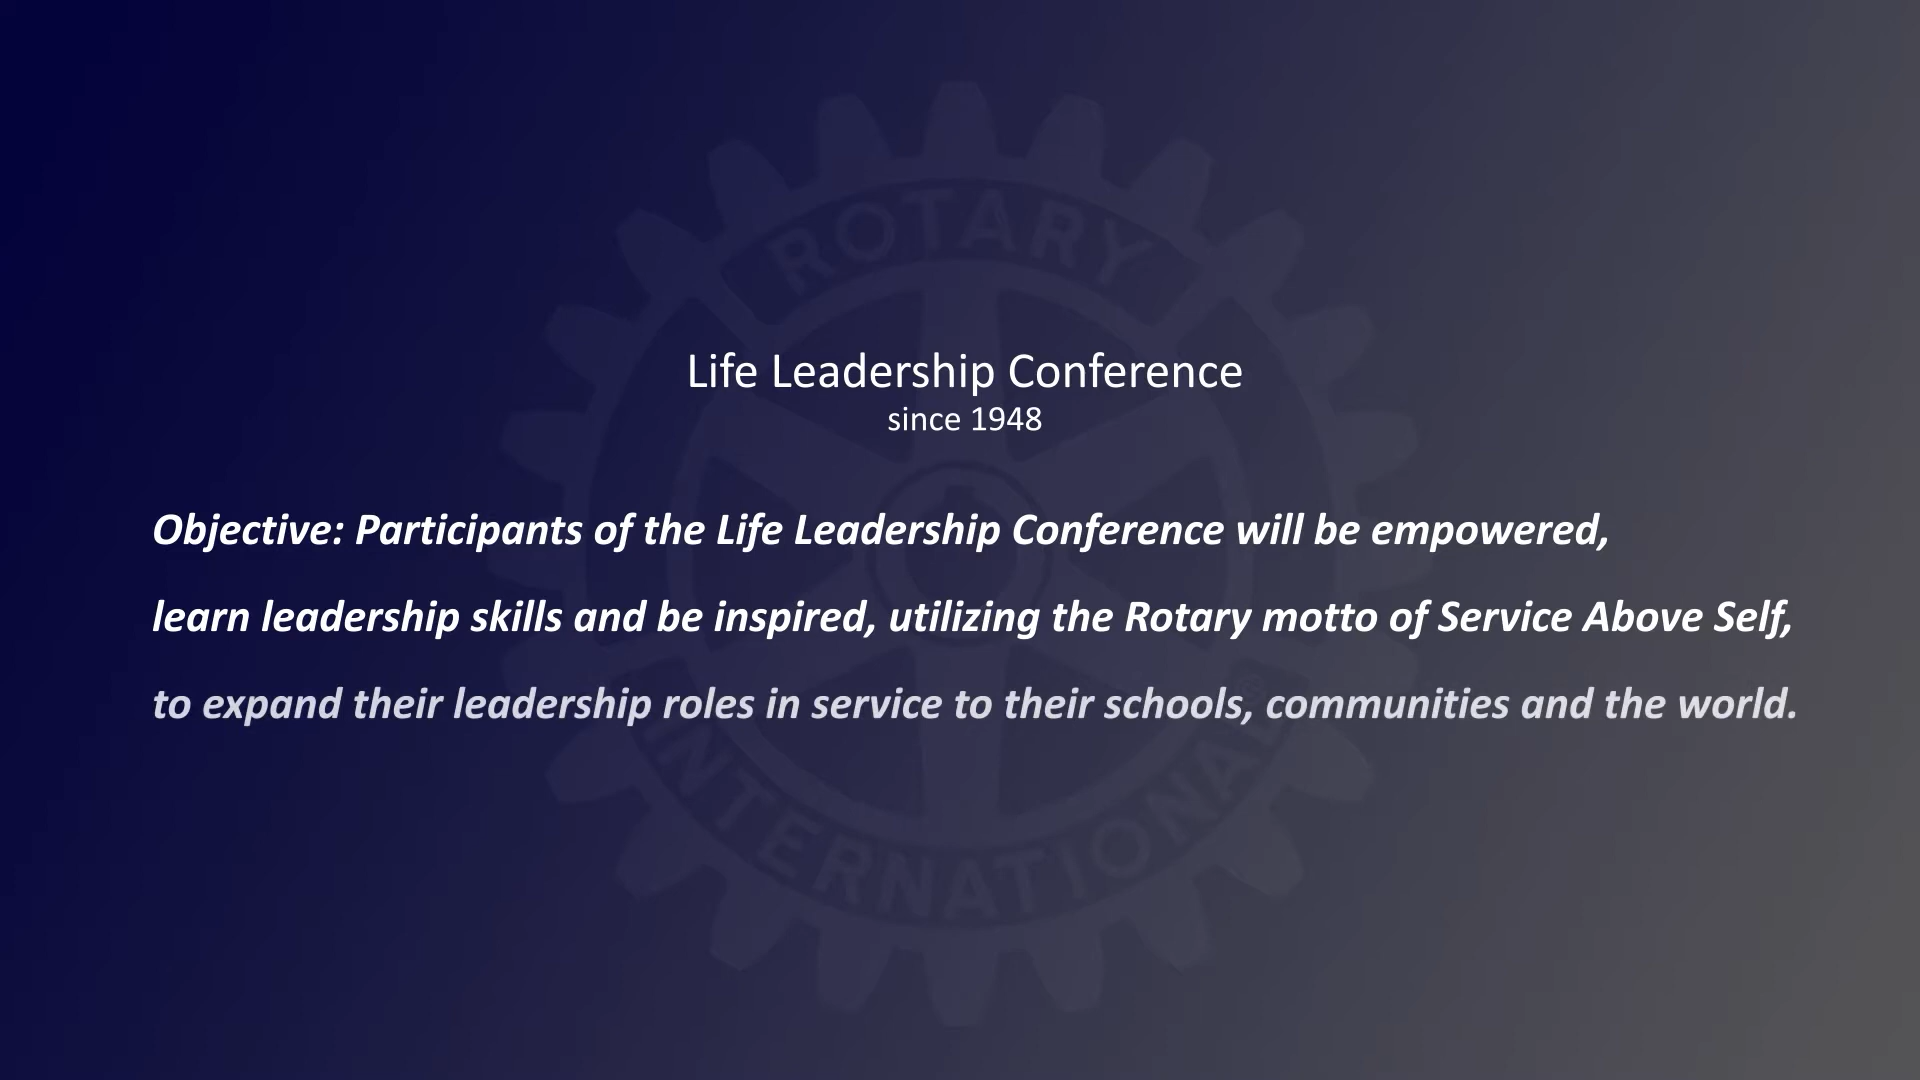 ROTARY
Life Leadership Conference
since 1948
Objective: Participants of the Life Leadership Conference will be empowered,
learn leadership skills and be inspired, utilizing the Rotary motto of Service Above Self,
to expand their leadership roles in service to their schools, communities and the world.
INTERNATIONAL
®